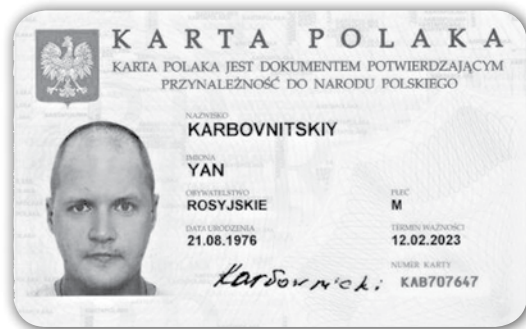 KARTA POLAKA
KARTA POLAKA JEST DOKUMENTEM POTWIERDZAJĄCYM
PRZYNALEŻNOŚĆ DO NARODU POLSKIEGO
NAZWISKO
KARBOVNITSKIY
IMIONA
YAN
OBYWATELSTWO PŁEĆ
ROSYJSKIE M
DATA URODZENIA TERMIN WAŻNOŚCI
21.08.1976 12.02.2023
NUMER KARTY
Karbownicki KAB707647